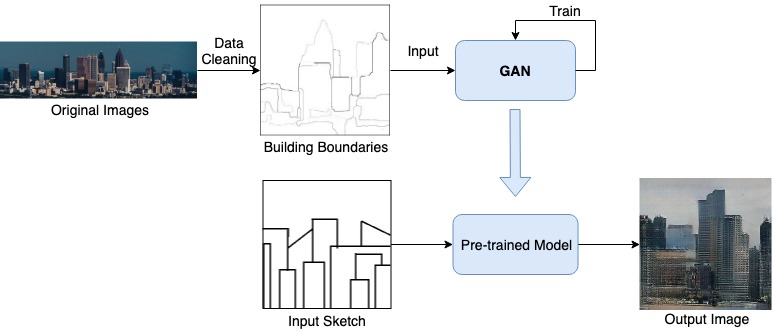 Train
Data
Cleaning
Input
GAN
Original Images
Building Boundaries
Pre-trained Model
Input Sketch
Output Image